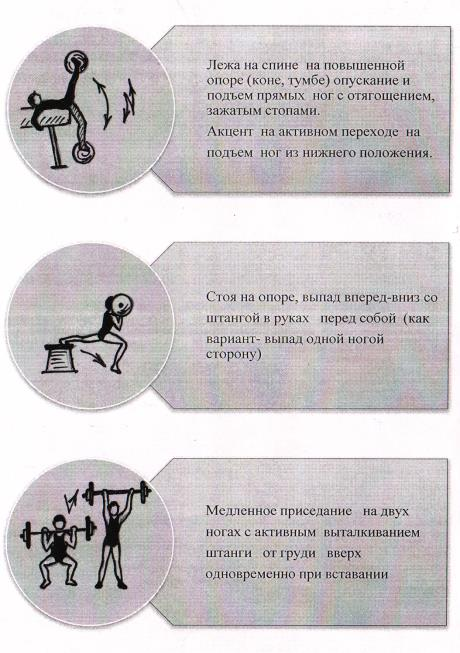 Лежа на спине на повышенной
опоре (коне, тумбе) опускание и
подъем прямых ног с отягощением,
зажатым стопами.
Акцент на активном переходе на
подъем ног из нижнего положения.
Стоя на опоре, выпад вперед-вниз со
штангой в руках перед собой (как
вариант- выпад одной ногой
сторону)
Медленное приседание на двух
ногах с активным выталкиванием
штанги от груди вверх
одновременно при вставании